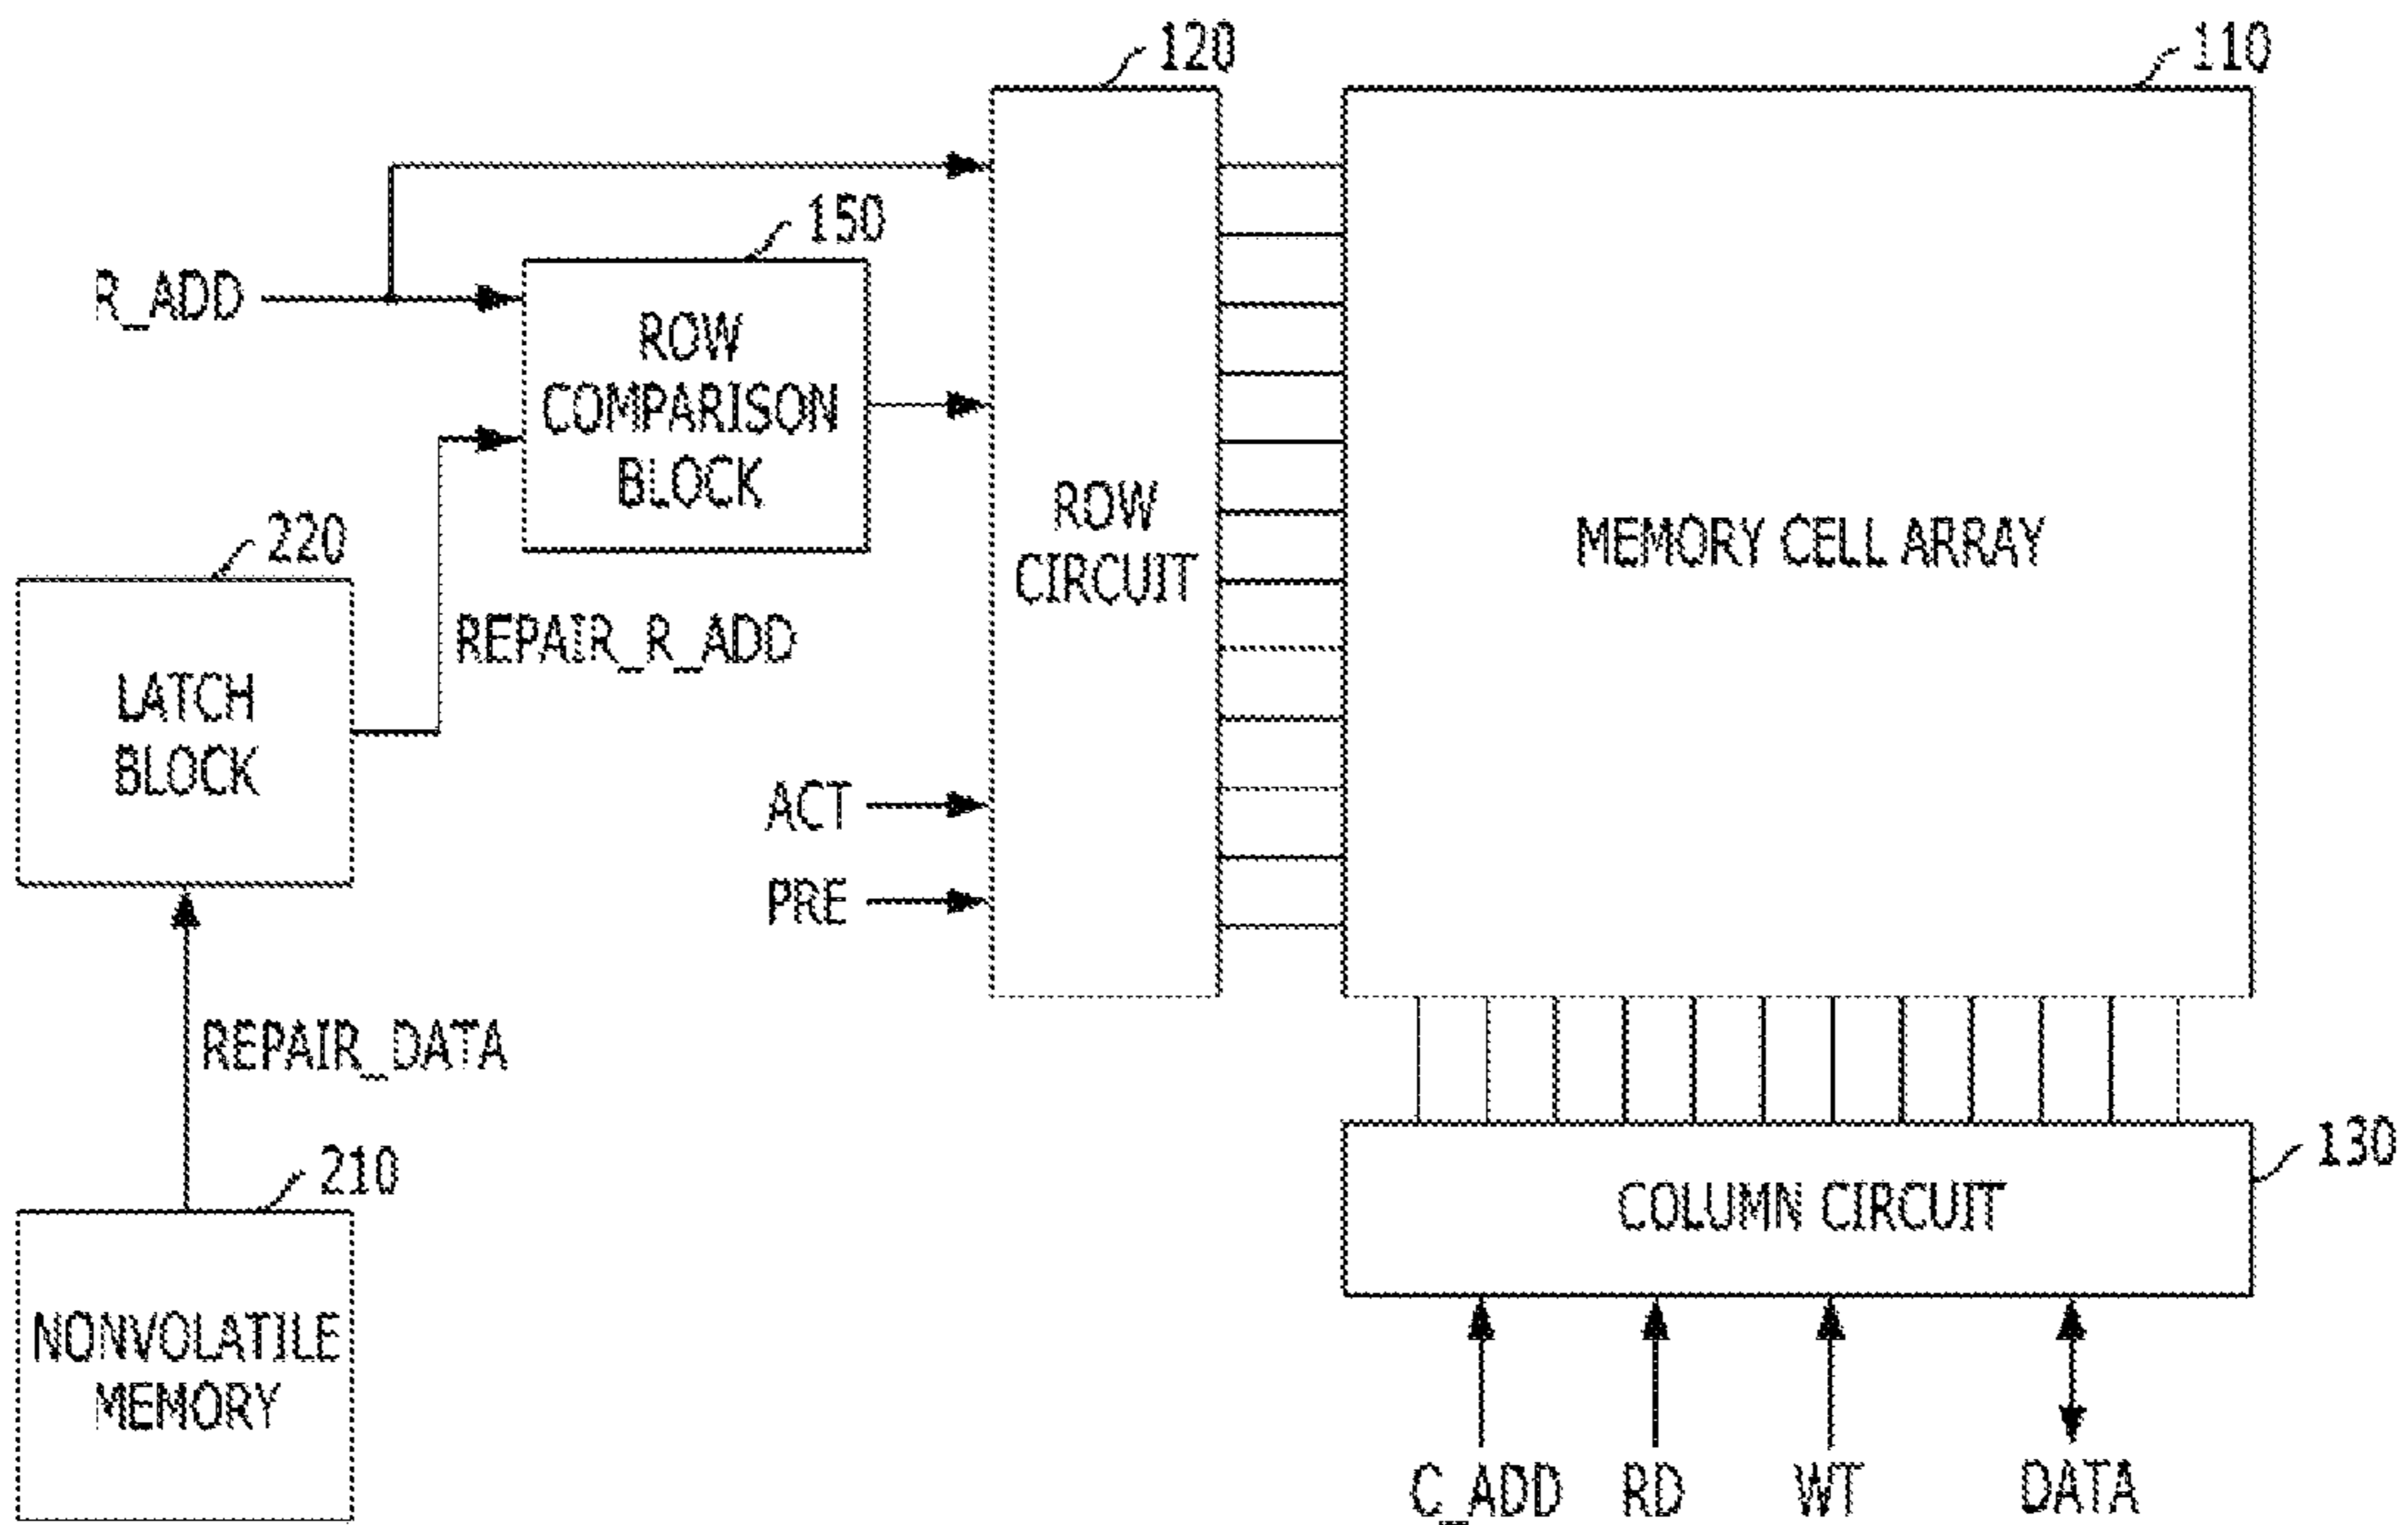 120
110
150
R_ADD
ROW
COMPARISON
BLOCK
ROW
CIRCUIT
MEMORY CELL ARRAY
220
REPAIR_R_ADD
LATCH
BLOCK
ACT
PRE
REPAIR_DATA
210
130
COLUMN CIRCUIT
NONVOLATILE
MEMORY
C_ADD
RD
WT
DATA